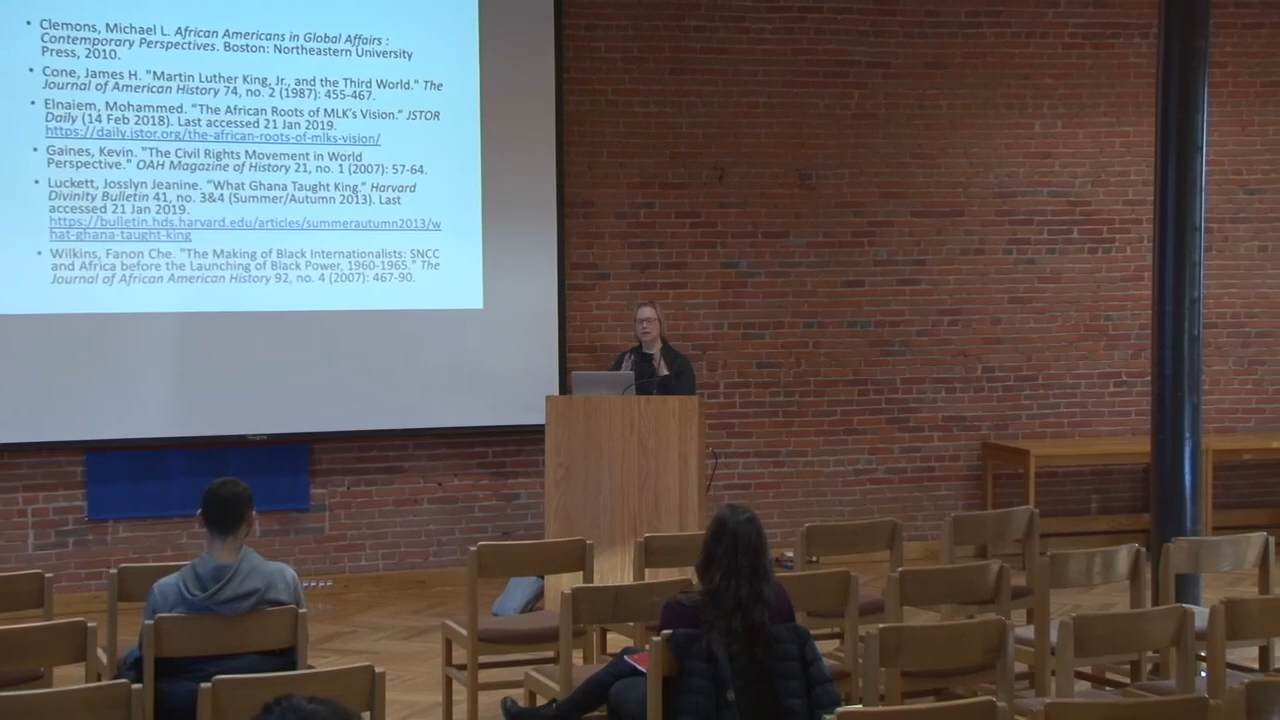 • Clemons, Michael L. African Americans in Global Affairs :
Contemporary Perspectives. Boston: Northeastern University
Press, 2010.
• Cone, James H. "Martin Luther King, Jr., and the Third World." The
Journal of American History 74, no. 2 (1987): 455-467.
• Elnaiem, Mohammed. “The African Roots of MLK’s Vision.” JSTOR
Daily (14 Feb 2018). Last accessed 21 Jan 2019.
https://daily.jstor.org/the-african-roots-of-mlks-vision/
• Gaines, Kevin. "The Civil Rights Movement in World
Perspective." OAH Magazine of History 21, no. 1 (2007): 57-64.
• Luckett, Josslyn Jeanine. “What Ghana Taught King.” Harvard
Divinity Bulletin 41, no. 3&4 (Summer/Autumn 2013). Last
accessed 21 Jan 2019.
https://bulletin.hds.harvard.edu/articles/summerautumn2013/w
hat-ghana-taught-king
• Wilkins, Fanon Che. "The Making of Black Internationalists: SNCC
and Africa before the Launching of Black Power, 1960-1965." The
Journal of African American History 92, no. 4 (2007): 467-90.